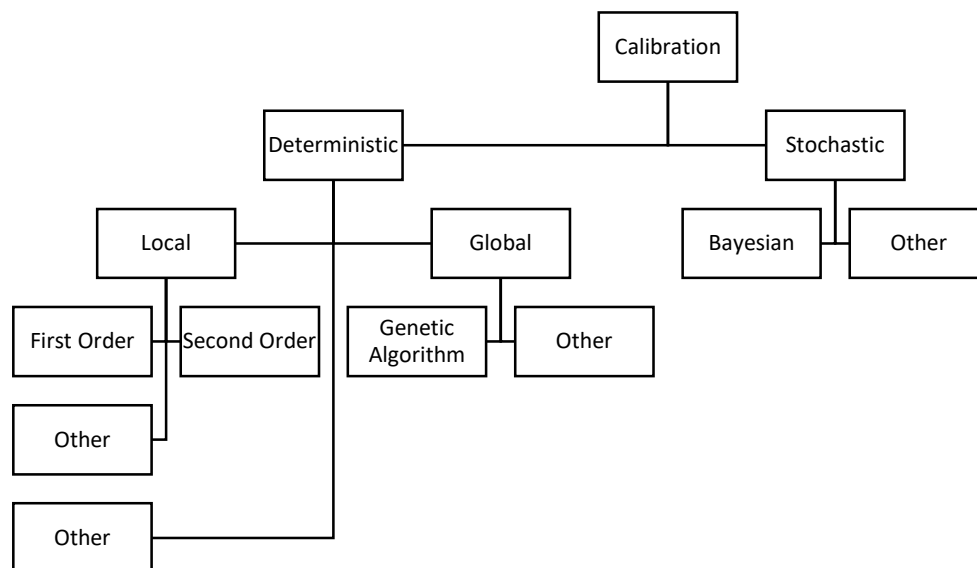 Calibration
Deterministic
Stochastic
Local
Global
Bayesian
Other
First Order
Second Order
Genetic
Algorithm
Other
Other
Other